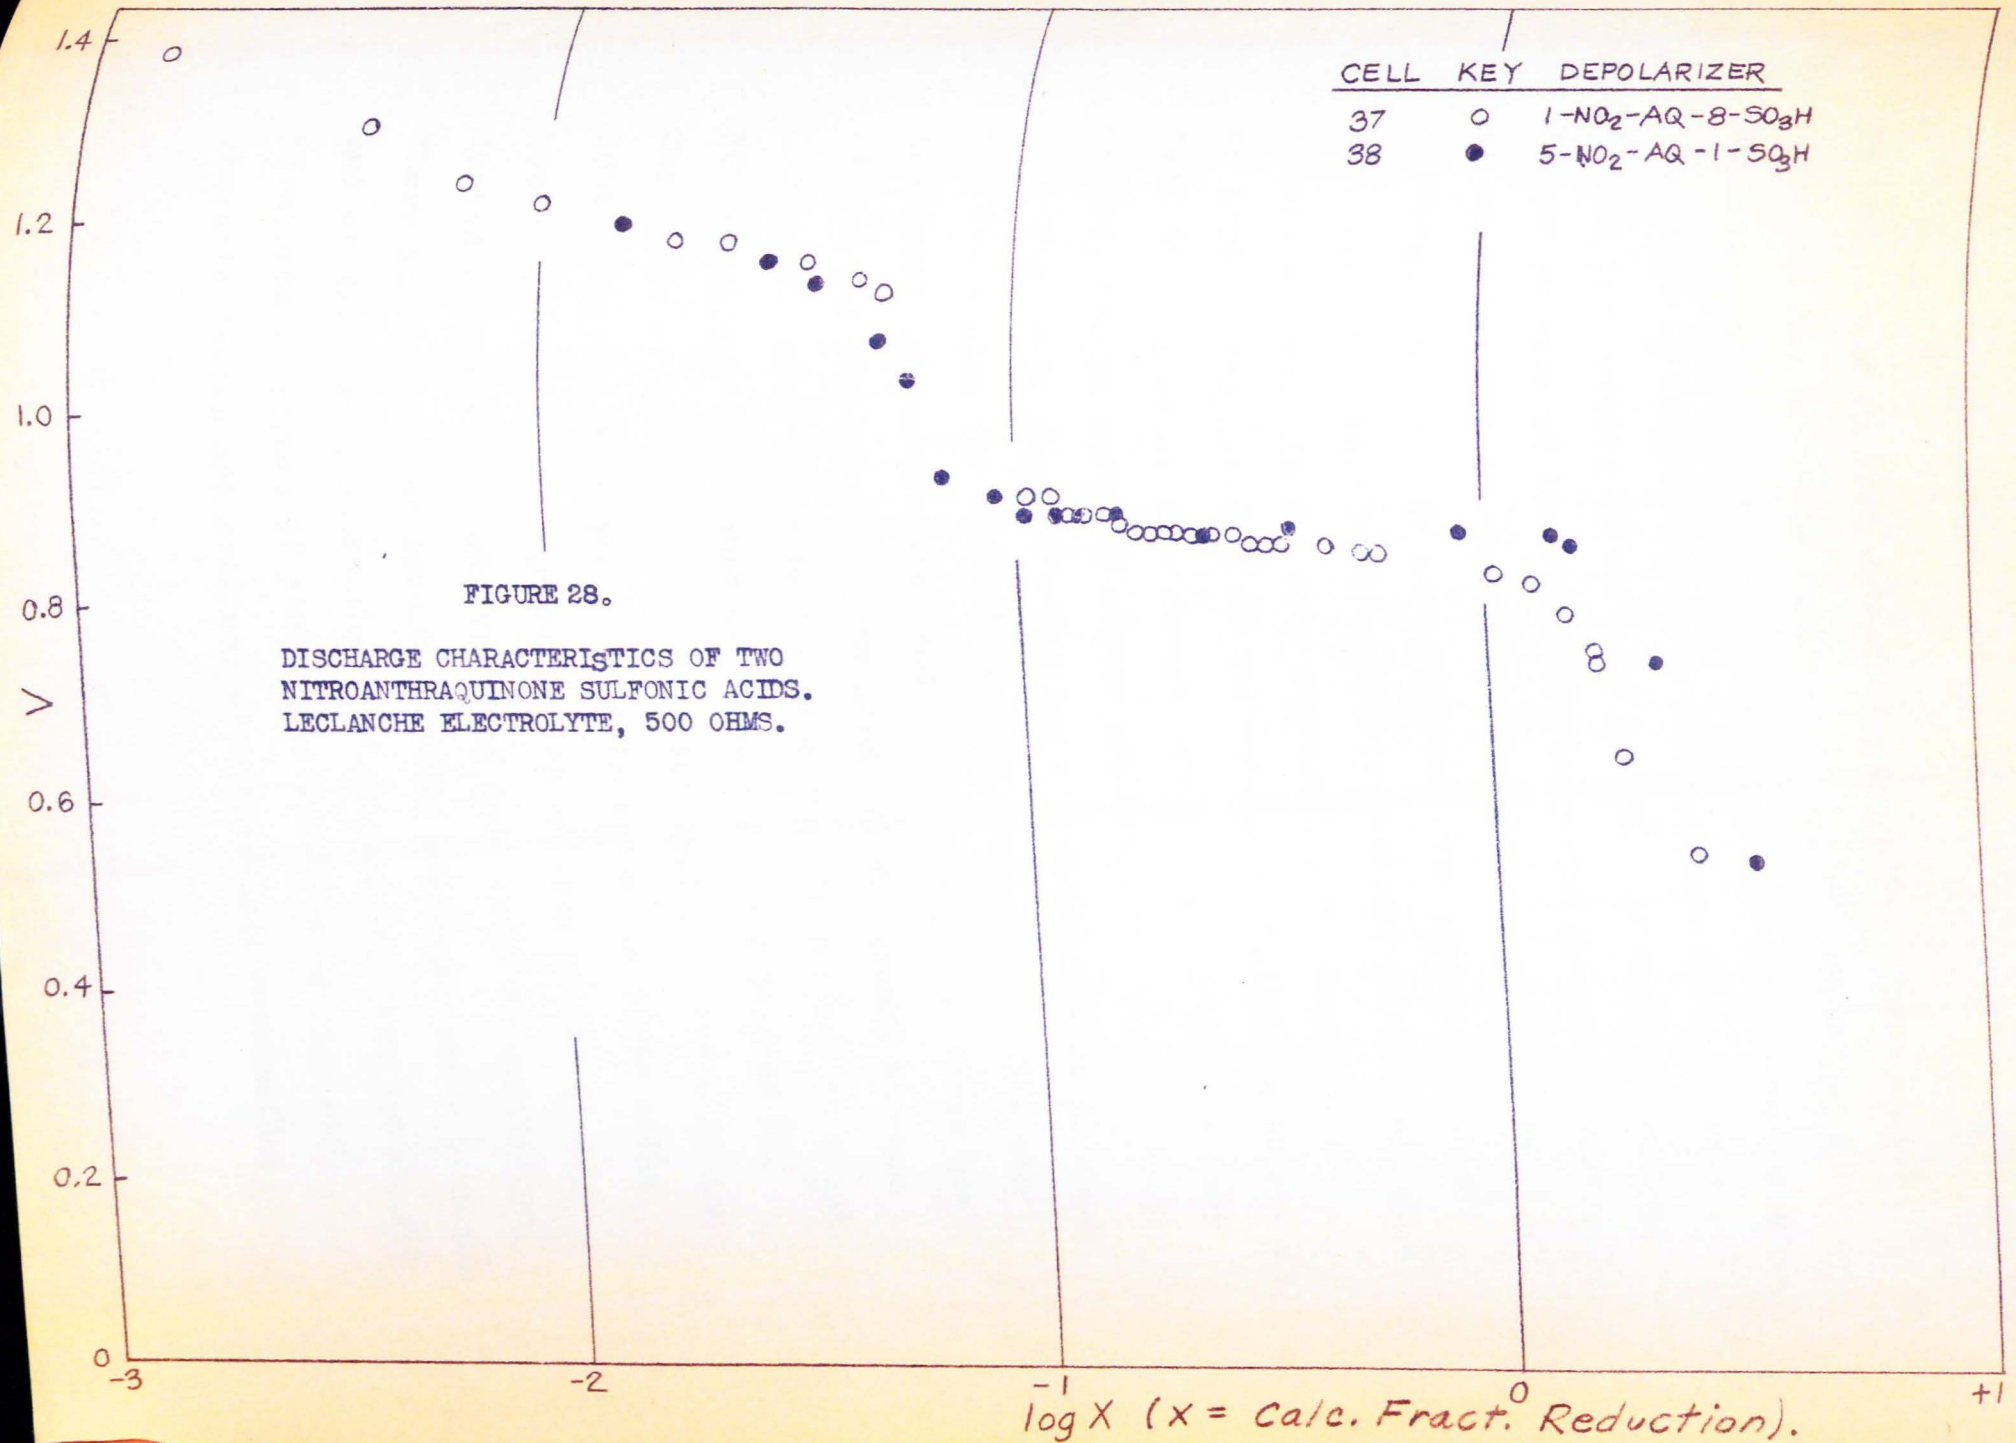 1.4
1.2
1.0
0.8
0.6
0.4
0.2
0
V
CELL KEY DEPOLARIZER
37 ○ 1-NO₂-AQ-8-SO₃H
38 ● 5-NO₂-AQ-1-SO₃H
FIGURE 28.
DISCHARGE CHARACTERISTICS OF TWO
NITROANTHRAQUINONE SULFONIC ACIDS.
LECLANCHE ELECTROLYTE, 500 OHMS.
-3 -2 -1 0 +1
log X (X = Calc. Fract. Reduction).